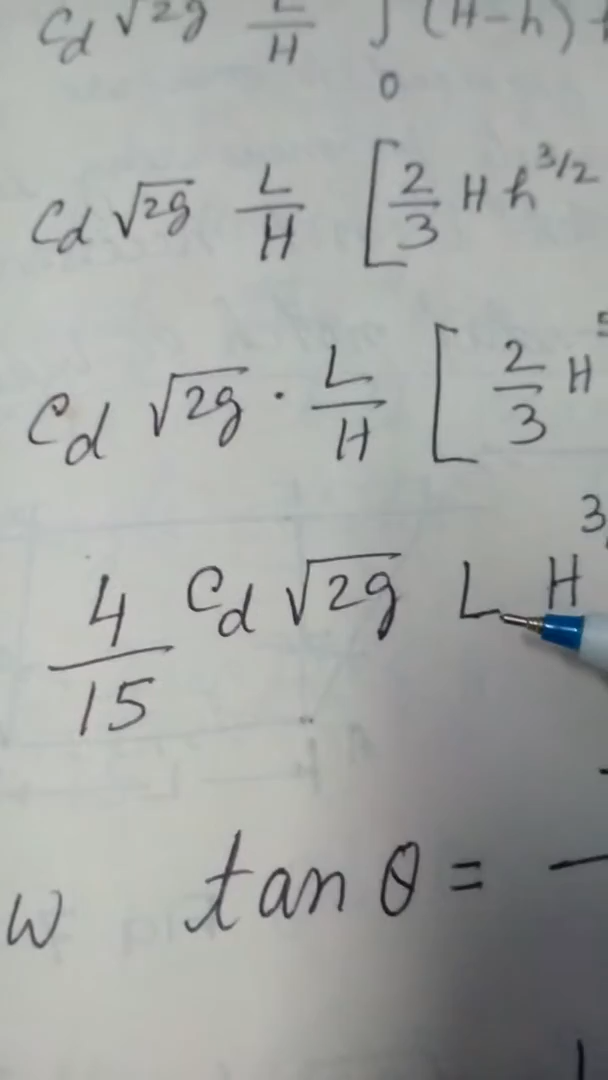 Cd √2g L/H ∫0 (H-h)
Cd √2g L/H [2/3 H h^3/2
Cd √2g · L/H [2/3 H
4/15 Cd √2g L H^3
w tan θ =